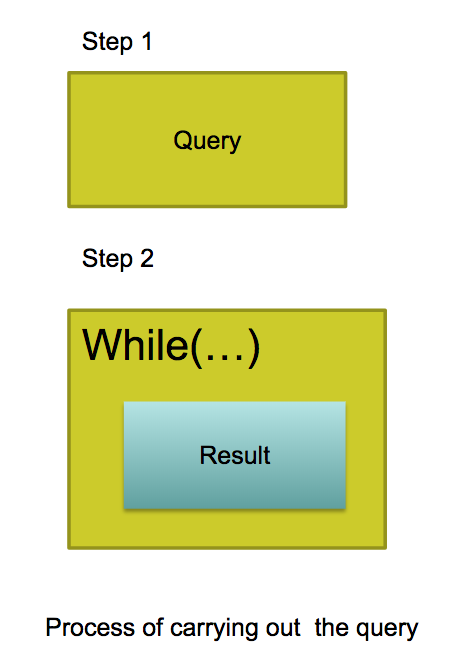 Step 1
Query
Step 2
While(...)
Result
Process of carrying out  the query